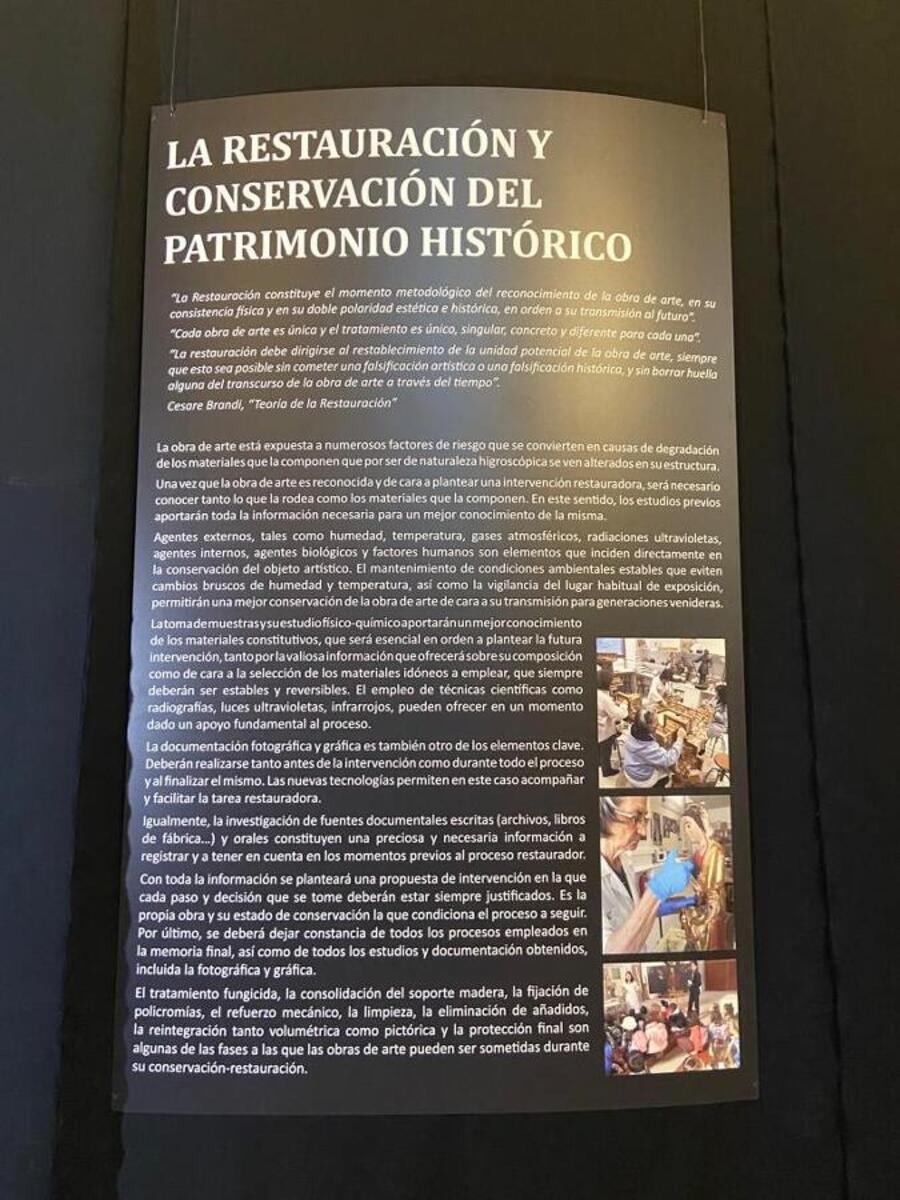 LA RESTAURACIÓN Y
CONSERVACIÓN DEL
PATRIMONIO HISTÓRICO
"La Restauración constituye el momento metodológico del reconocimiento de la obra de arte, en su
consistencia física y en su doble polaridad estética e histórica, en orden a su transmisión al futuro".
"Cada obra de arte es única y el tratamiento es único, singular, concreto y diferente para cada una".
"La restauración debe dirigirse al restablecimiento de la unidad potencial de la obra de arte, siempre
que esto sea posible sin cometer una falsificación artística o una falsificación histórica, y sin borrar huella
alguna del transcurso de la obra de arte a través del tiempo".
Cesare Brandi, "Teoría de la Restauración"
La obra de arte está expuesta a numerosos factores de riesgo que se convierten en causas de degradación
de los materiales que la componen que por ser de naturaleza higroscópica se ven alterados en su estructura.
Una vez que la obra de arte es reconocida y de cara a plantear una intervención restauradora, será necesario
conocer tanto lo que la rodea como los materiales que la componen. En este sentido, los estudios previos
aportarán toda la información necesaria para un mejor conocimiento de la misma.
Agentes externos, tales como humedad, temperatura, gases atmosféricos, radiaciones ultravioletas,
agentes internos, agentes biológicos y factores humanos son elementos que inciden directamente en
la conservación del objeto artístico. El mantenimiento de condiciones ambientales estables que eviten
cambios bruscos de humedad y temperatura, así como la vigilancia del lugar habitual de exposición,
permitirán una mejor conservación de la obra de arte de cara a su transmisión para generaciones venideras.
La toma de muestras y su estudio físico-químico aportarán un mejor conocimiento
de los materiales constitutivos, que será esencial en orden a plantear la futura
intervención, tanto por la valiosa información que ofrecerá sobre su composición
como de cara a la selección de los materiales idóneos a emplear, que siempre
deberán ser estables y reversibles. El empleo de técnicas científicas como
radiografías, luces ultravioletas, infrarrojos, pueden ofrecer en un momento
dado un apoyo fundamental al proceso.
La documentación fotográfica y gráfica es también otro de los elementos clave.
Deberán realizarse tanto antes de la intervención como durante todo el proceso
y al finalizar el mismo. Las nuevas tecnologías permiten en este caso acompañar
y facilitar la tarea restauradora.
Igualmente, la investigación de fuentes documentales escritas (archivos, libros
de fábrica...) y orales constituyen una preciosa y necesaria información a
registrar y a tener en cuenta en los momentos previos al proceso restaurador.
Con toda la información se planteará una propuesta de intervención en la que
cada paso y decisión que se tome deberán estar siempre justificados. Es la
propia obra y su estado de conservación la que condiciona el proceso a seguir.
Por último, se deberá dejar constancia de todos los procesos empleados en
la memoria final, así como de todos los estudios y documentación obtenidos,
incluida la fotográfica y gráfica.
El tratamiento fungicida, la consolidación del soporte madera, la fijación de
policromías, el refuerzo mecánico, la limpieza, la eliminación de añadidos,
la reintegración tanto volumétrica como pictórica y la protección final son
algunas de las fases a las que las obras de arte pueden ser sometidas durante
su conservación-restauración.